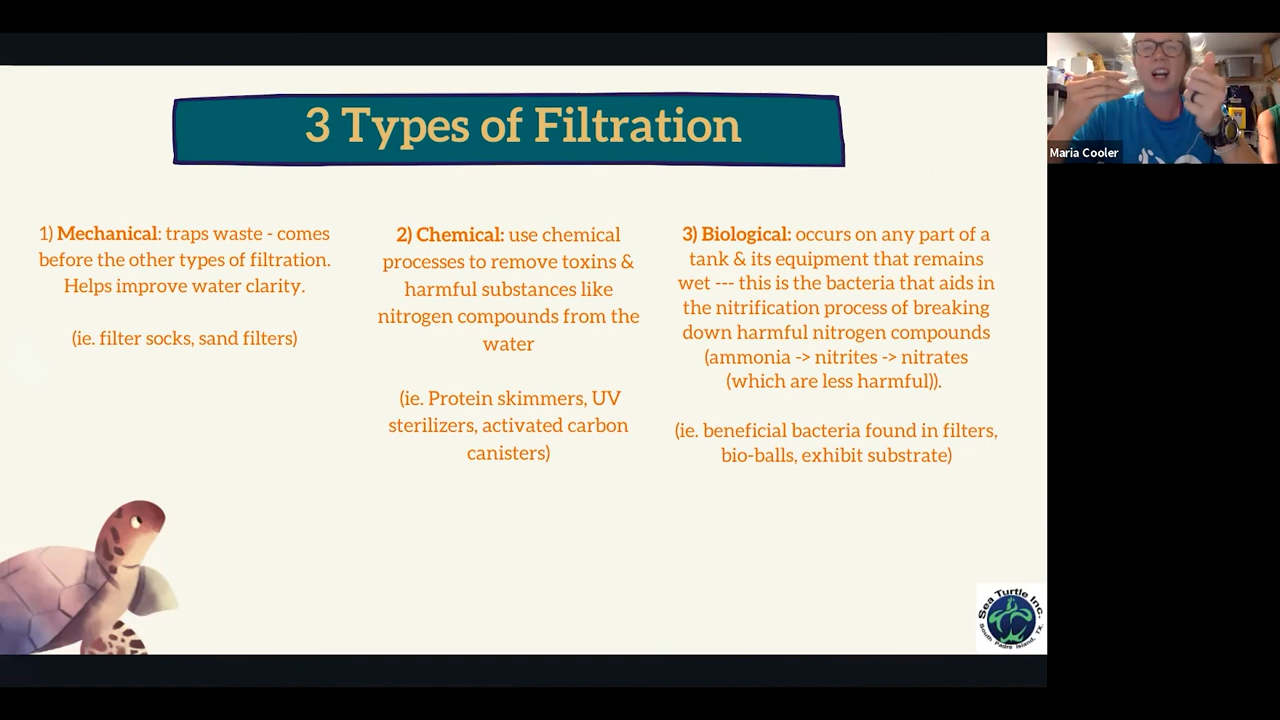 3 Types of Filtration
Maria Cooler
1) Mechanical: traps waste - comes
before the other types of filtration.
Helps improve water clarity.
(ie. filter socks, sand filters)
2) Chemical: use chemical
processes to remove toxins &
harmful substances like
nitrogen compounds from the
water
(ie. Protein skimmers, UV
sterilizers, activated carbon
canisters)
3) Biological: occurs on any part of a
tank & its equipment that remains
wet --- this is the bacteria that aids in
the nitrification process of breaking
down harmful nitrogen compounds
(ammonia -> nitrites -> nitrates
(which are less harmful)).
(ie. beneficial bacteria found in filters,
bio-balls, exhibit substrate)
Sea Turtle Inc.
South Padre Island, TX.